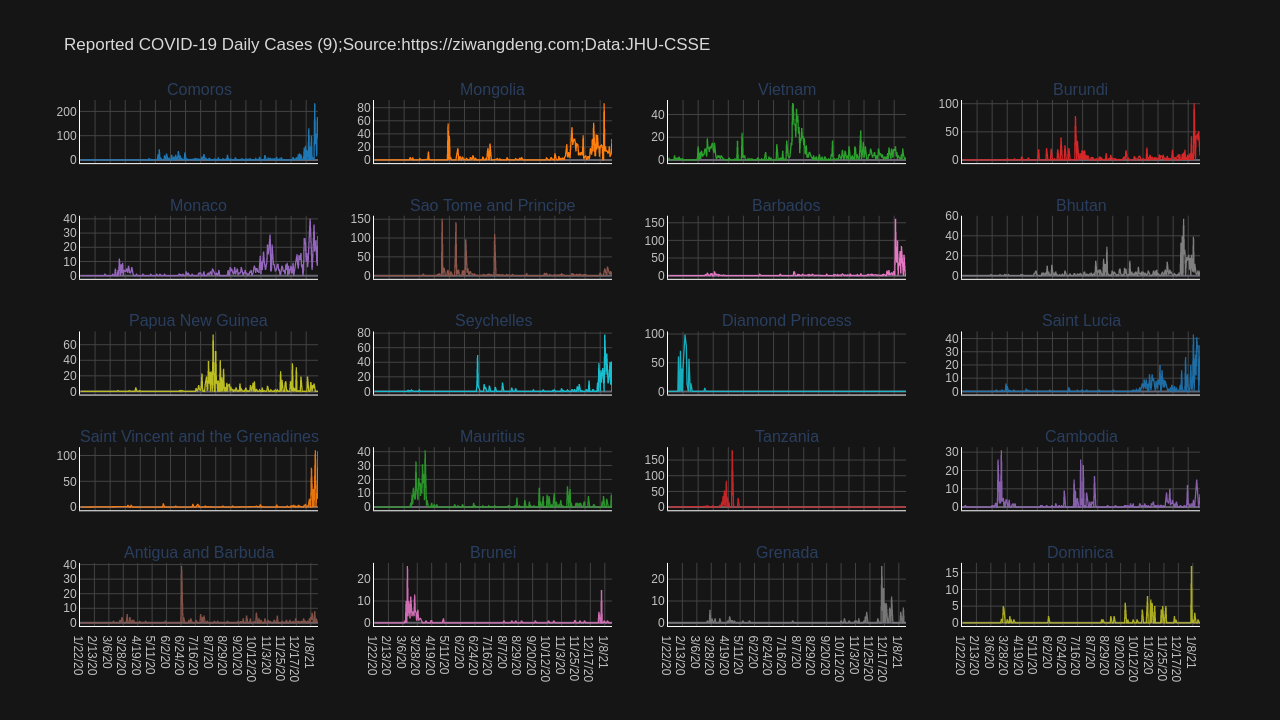 Reported COVID-19 Daily Cases (9);Source:https://ziwangdeng.com;Data:JHU-CSSE
Comoros Mongolia Vietnam Burundi
200 100 0
80 60 40 20 0
40 20 0
100 50 0
Monaco Sao Tome and Principe Barbados Bhutan
40 30 20 10 0
150 100 50 0
150 100 50 0
60 40 20 0
Papua New Guinea Seychelles Diamond Princess Saint Lucia
60 40 20 0
80 60 40 20 0
100 50 0
40 30 20 10 0
Saint Vincent and the Grenadines Mauritius Tanzania Cambodia
100 50 0
40 30 20 10 0
150 100 50 0
30 20 10 0
Antigua and Barbuda Brunei Grenada Dominica
40 30 20 10 0
20 10 0
20 10 0
15 10 5 0
1/22/20 2/13/20 3/6/20 3/28/20 4/19/20 5/11/20 6/2/20 6/24/20 7/16/20 8/7/20 8/29/20 9/20/20 10/12/20 11/3/20 11/25/20 12/17/20 1/8/21
1/22/20 2/13/20 3/6/20 3/28/20 4/19/20 5/11/20 6/2/20 6/24/20 7/16/20 8/7/20 8/29/20 9/20/20 10/12/20 11/3/20 11/25/20 12/17/20 1/8/21
1/22/20 2/13/20 3/6/20 3/28/20 4/19/20 5/11/20 6/2/20 6/24/20 7/16/20 8/7/20 8/29/20 9/20/20 10/12/20 11/3/20 11/25/20 12/17/20 1/8/21
1/22/20 2/13/20 3/6/20 3/28/20 4/19/20 5/11/20 6/2/20 6/24/20 7/16/20 8/7/20 8/29/20 9/20/20 10/12/20 11/3/20 11/25/20 12/17/20 1/8/21